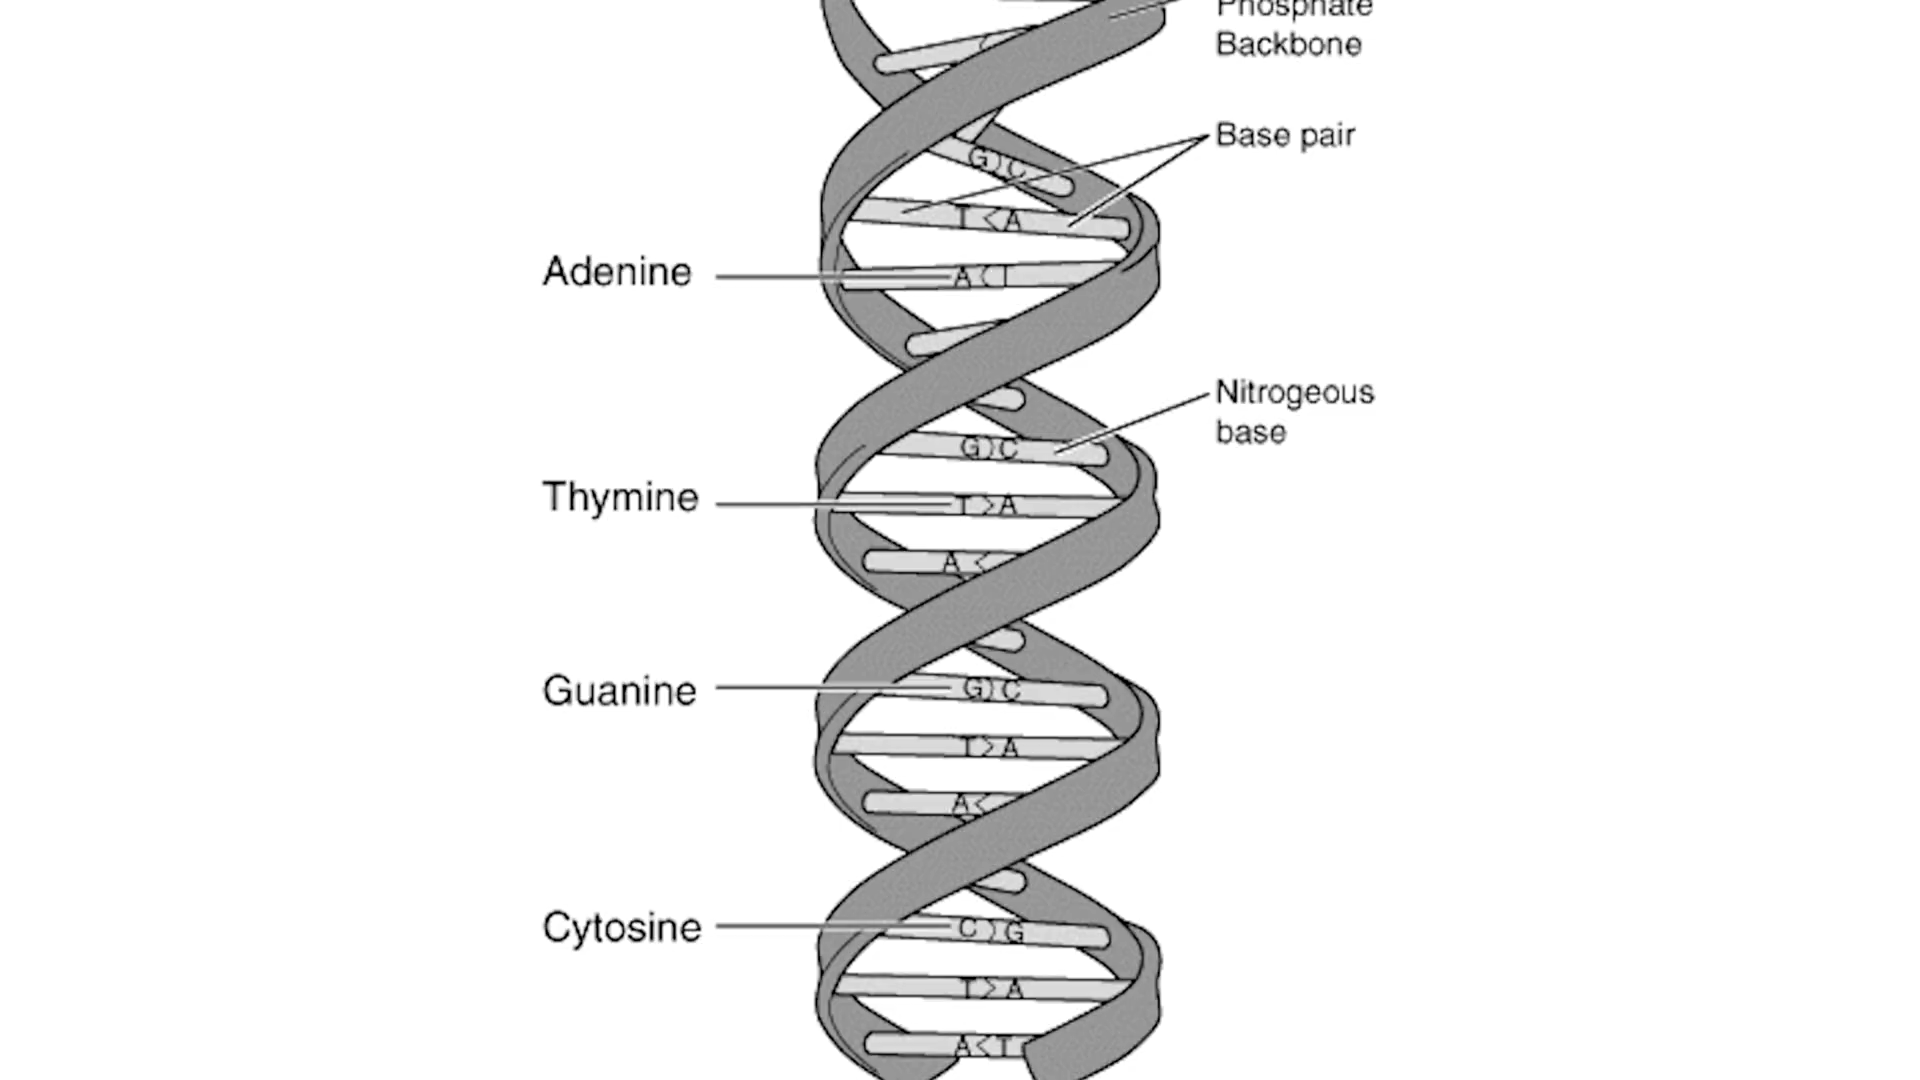 Phosphate
Backbone
Base pair
G C
T A
Adenine
A
Nitrogeous
base
G C
Thymine
T A
A
Guanine
G C
T A
A
Cytosine
C G
T A
A T